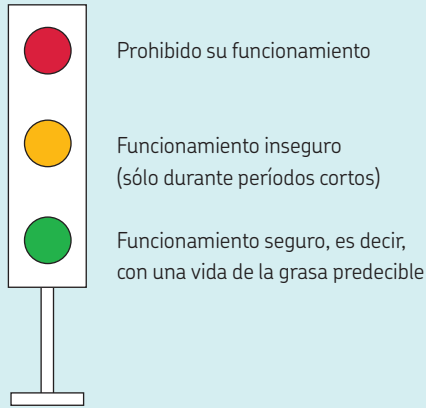 Prohibido su funcionamiento
Funcionamiento inseguro
(sólo durante períodos cortos)
Funcionamiento seguro, es decir,
con una vida de la grasa predecible